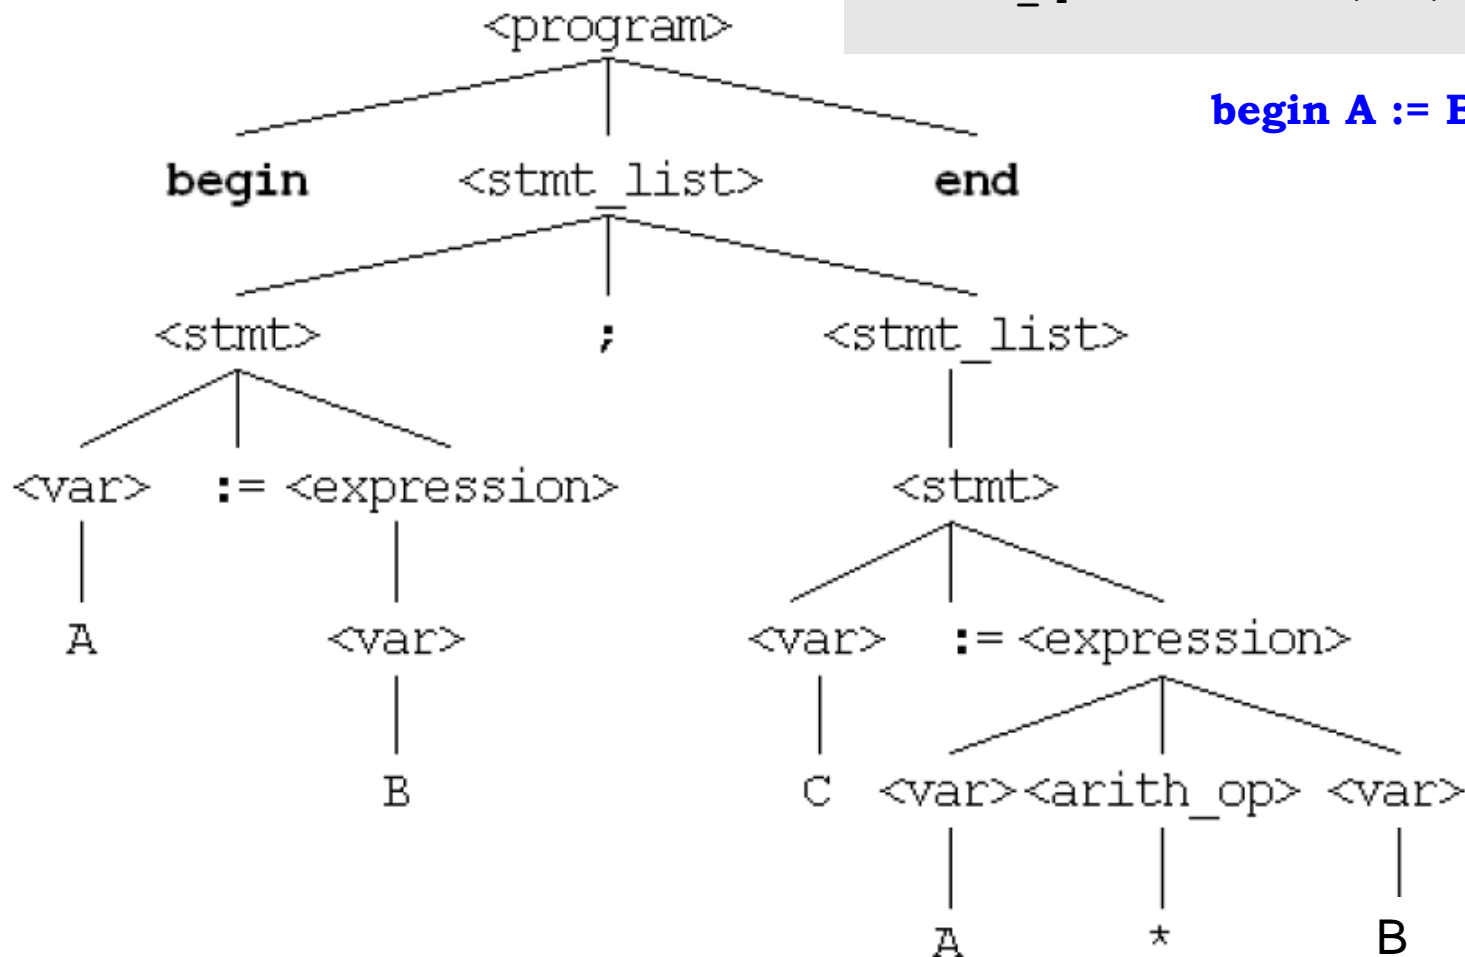 <program>
begin A := B
begin <stmt_list> end
<stmt> ; <stmt_list>
<var> := <expression> <stmt>
A <var> <var> := <expression>
B C <var> <arith_op> <var>
A * B